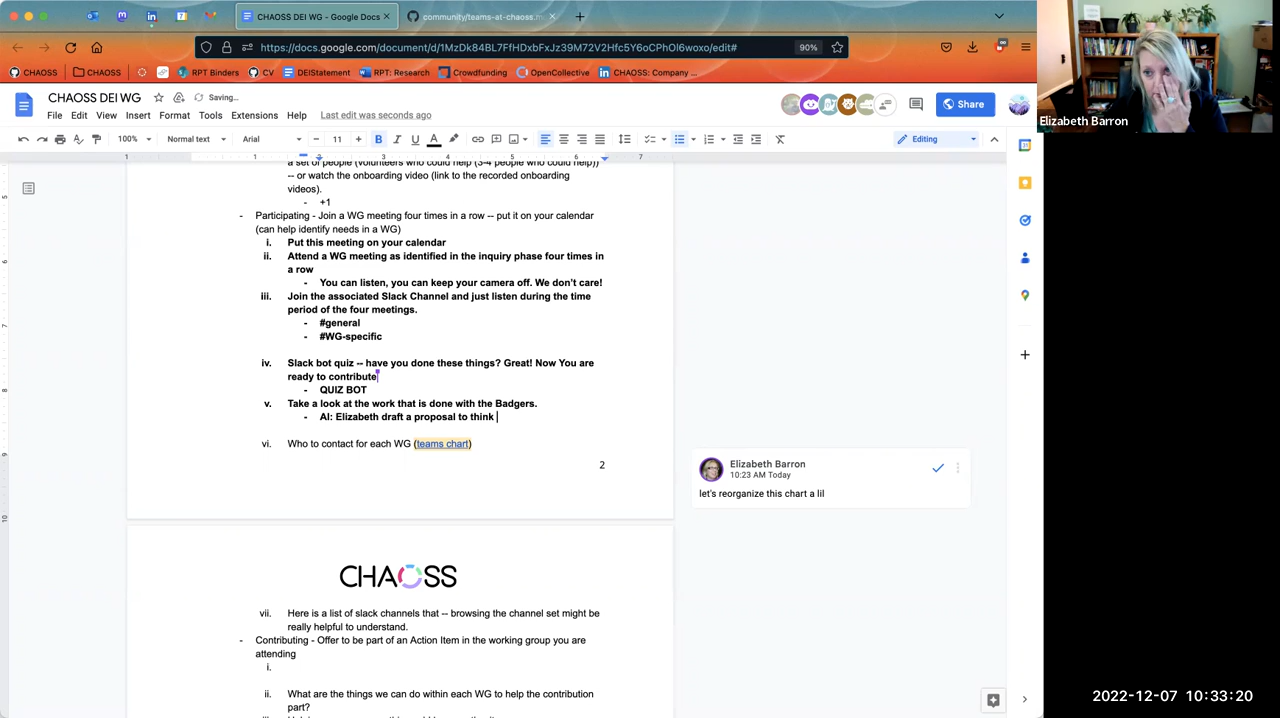 CHAOSS DEI WG - Google Docs
community/teams-at-chaoss.m
https://docs.google.com/document/d/1MzDk84BL7FfHDxbFxJz39M72V2Hfc5Y6oCPhOl6woxo/edit#
90%
CHAOSS
CHAOSS
RPT Binders
CV
DEIStatement
RPT: Research
Crowdfunding
OpenCollective
CHAOSS: Company ...
Elizabeth Barron
CHAOSS DEI WG
Saving...
File Edit View Insert Format Tools Extensions Help
Last edit was seconds ago
Share
100%
Normal text
Arial
11
Editing
a set of people (Volunteers who could help (3-4 people who could help))
-- or watch the onboarding video (link to the recorded onboarding
videos).
- +1
- Participating - Join a WG meeting four times in a row -- put it on your calendar
(can help identify needs in a WG)
i. Put this meeting on your calendar
ii. Attend a WG meeting as identified in the inquiry phase four times in
a row
- You can listen, you can keep your camera off. We don't care!
iii. Join the associated Slack Channel and just listen during the time
period of the four meetings.
- #general
- #WG-specific
iv. Slack bot quiz -- have you done these things? Great! Now You are
ready to contribute
- QUIZ BOT
v. Take a look at the work that is done with the Badgers.
- AI: Elizabeth draft a proposal to think
vi. Who to contact for each WG (teams chart)
2
Elizabeth Barron
10:23 AM Today
let's reorganize this chart a lil
CHAOSS
vii. Here is a list of slack channels that -- browsing the channel set might be
really helpful to understand.
- Contributing - Offer to be part of an Action Item in the working group you are
attending
i.
ii. What are the things we can do within each WG to help the contribution
part?
2022-12-07 10:33:20